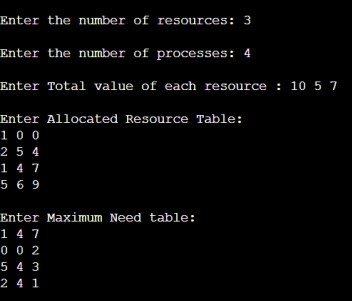 Enter the number of resources: 3
Enter the number of processes: 4
Enter Total value of each resource : 10 5 7
Enter Allocated Resource Table:
1 0 0
2 5 4
1 4 7
5 6 9
Enter Maximum Need table:
1 4 7
0 0 2
5 4 3
2 4 1